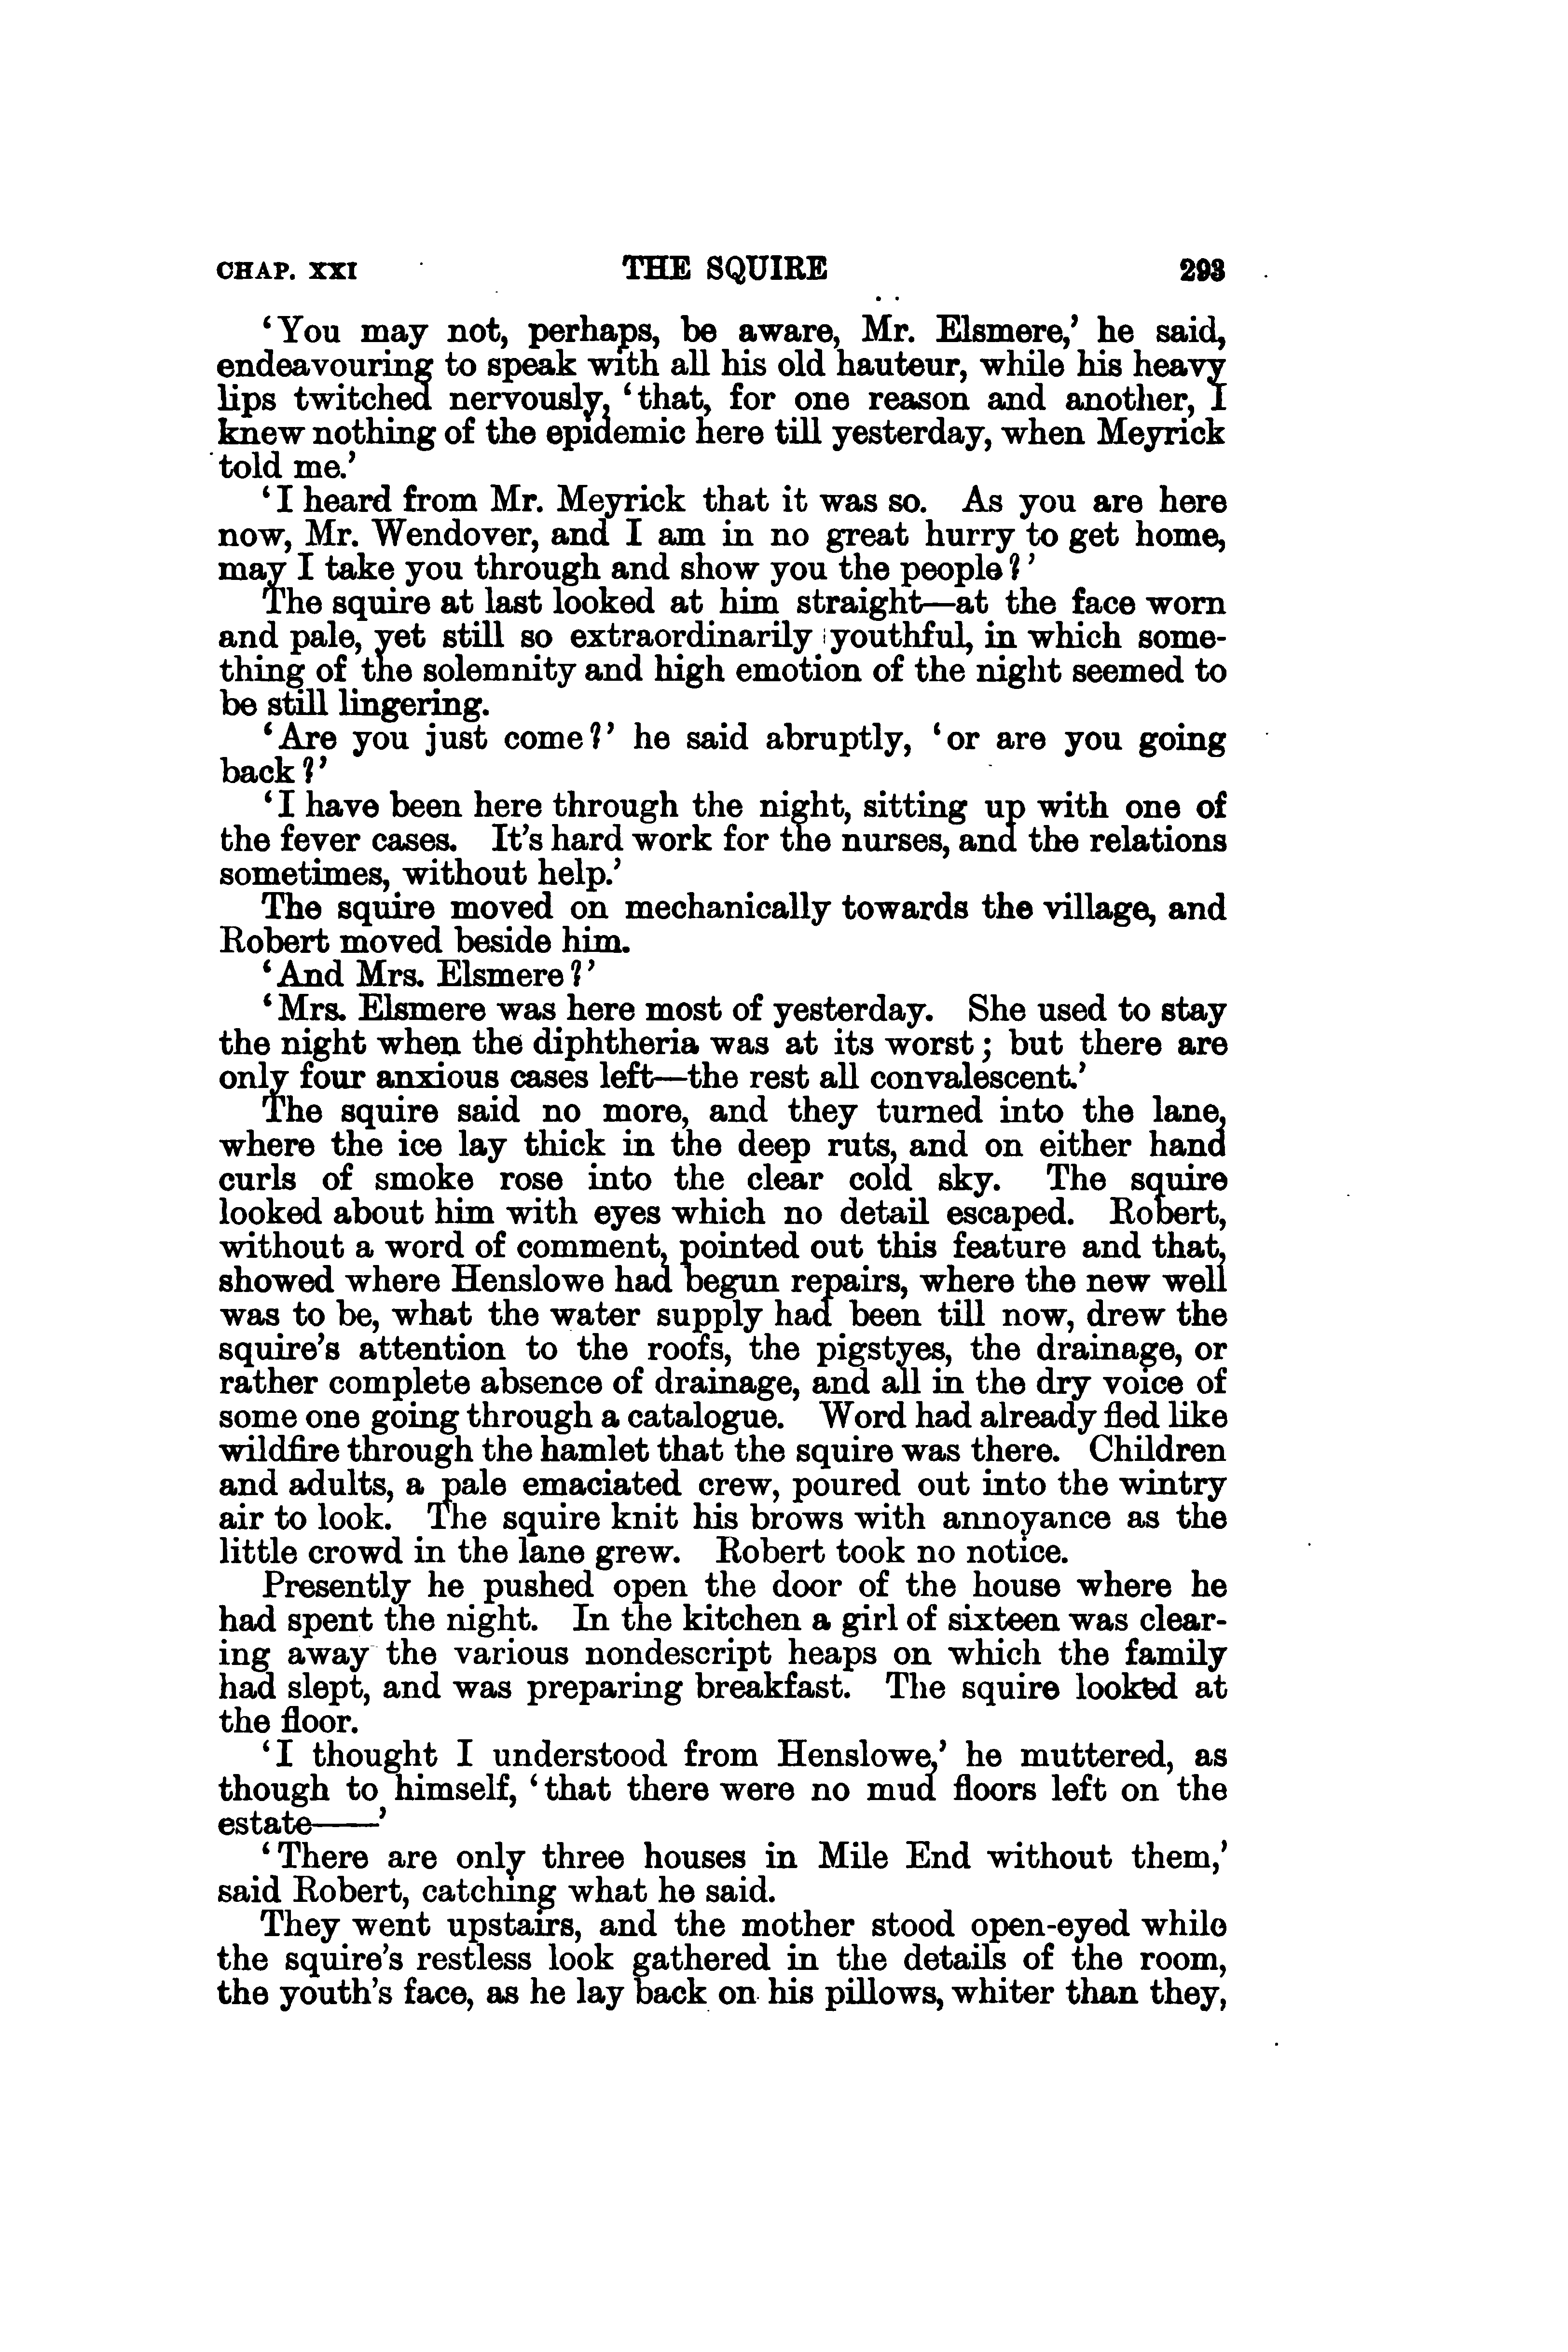 CHAP. XXI THE SQUIRE 293
‘You may not, perhaps, be aware, Mr. Elsmere,’ he said,
endeavouring to speak with all his old hauteur, while his heavy
lips twitched nervously, ‘that, for one reason and another, I
knew nothing of the epidemic here till yesterday, when Meyrick
told me.’
‘I heard from Mr. Meyrick that it was so. As you are here
now, Mr. Wendover, and I am in no great hurry to get home,
may I take you through and show you the people?’
The squire at last looked at him straight—at the face worn
and pale, yet still so extraordinarily youthful, in which some-
thing of the solemnity and high emotion of the night seemed to
be still lingering.
‘Are you just come?’ he said abruptly, ‘or are you going
back?’
‘I have been here through the night, sitting up with one of
the fever cases. It’s hard work for the nurses, and the relations
sometimes, without help.’
The squire moved on mechanically towards the village, and
Robert moved beside him.
‘And Mrs. Elsmere?’
‘Mrs. Elsmere was here most of yesterday. She used to stay
the night when the diphtheria was at its worst; but there are
only four anxious cases left—the rest all convalescent.’
The squire said no more, and they turned into the lane,
where the ice lay thick in the deep ruts, and on either hand
curls of smoke rose into the clear cold sky. The squire
looked about him with eyes which no detail escaped. Robert,
without a word of comment, pointed out this feature and that,
showed where Henslowe had begun repairs, where the new well
was to be, what the water supply had been till now, drew the
squire’s attention to the roofs, the pigstyes, the drainage, or
rather complete absence of drainage, and all in the dry voice of
some one going through a catalogue. Word had already fled like
wildfire through the hamlet that the squire was there. Children
and adults, a pale emaciated crew, poured out into the wintry
air to look. The squire knit his brows with annoyance as the
little crowd in the lane grew. Robert took no notice.
Presently he pushed open the door of the house where he
had spent the night. In the kitchen a girl of sixteen was clear-
ing away the various nondescript heaps on which the family
had slept, and was preparing breakfast. The squire looked at
the floor.
‘I thought I understood from Henslowe,’ he muttered, as
though to himself, ‘that there were no mud floors left on the
estate——’
‘There are only three houses in Mile End without them,’
said Robert, catching what he said.
They went upstairs, and the mother stood open-eyed while
the squire’s restless look gathered in the details of the room,
the youth’s face, as he lay back on his pillows, whiter than they,